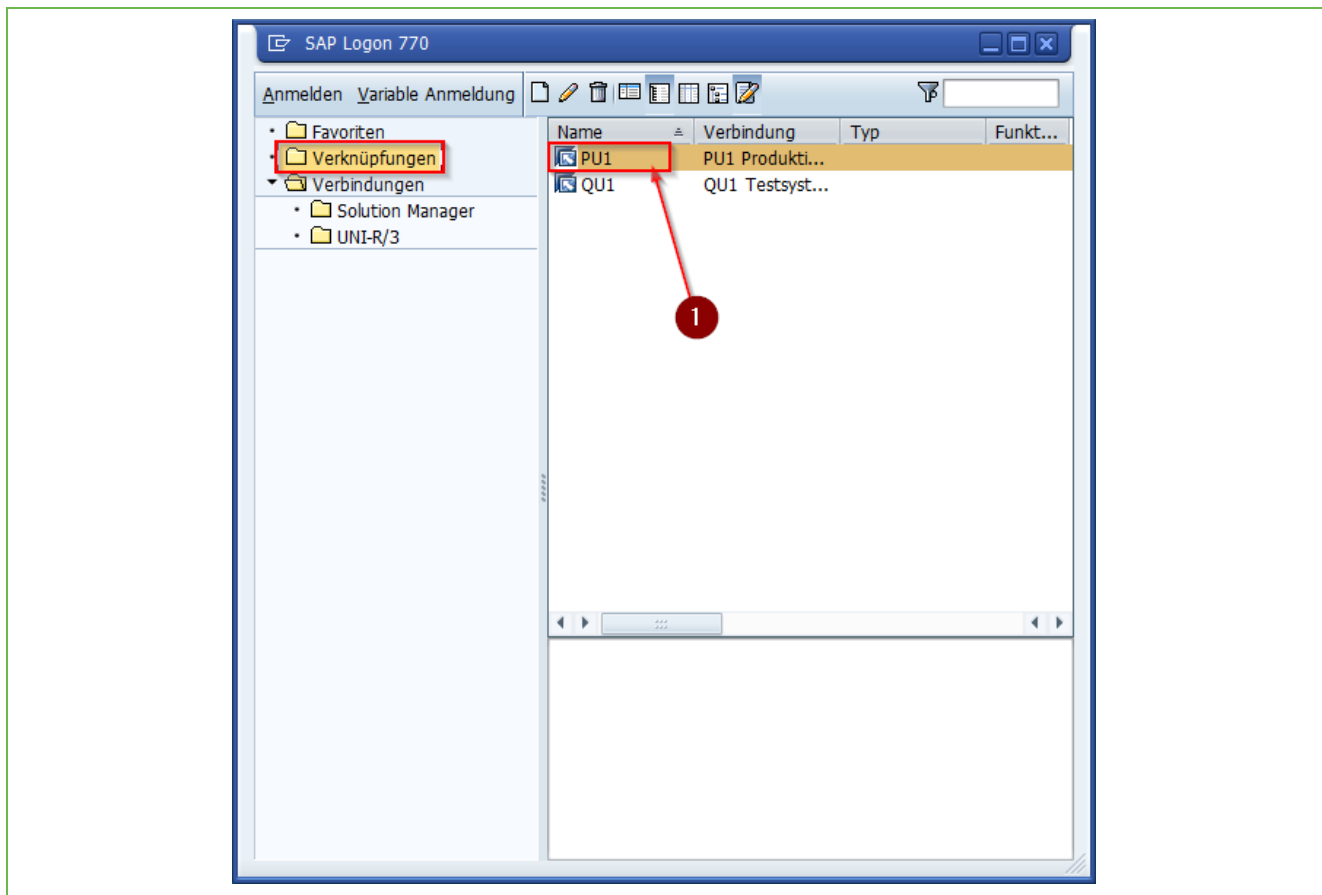 SAP Logon 770
Anmelden Variable Anmeldung
Favoriten
Verknüpfungen
Verbindungen
Solution Manager
UNI-R/3
Name Verbindung Typ Funkt...
PU1 PU1 Produkti...
QU1 QU1 Testsyst...
1